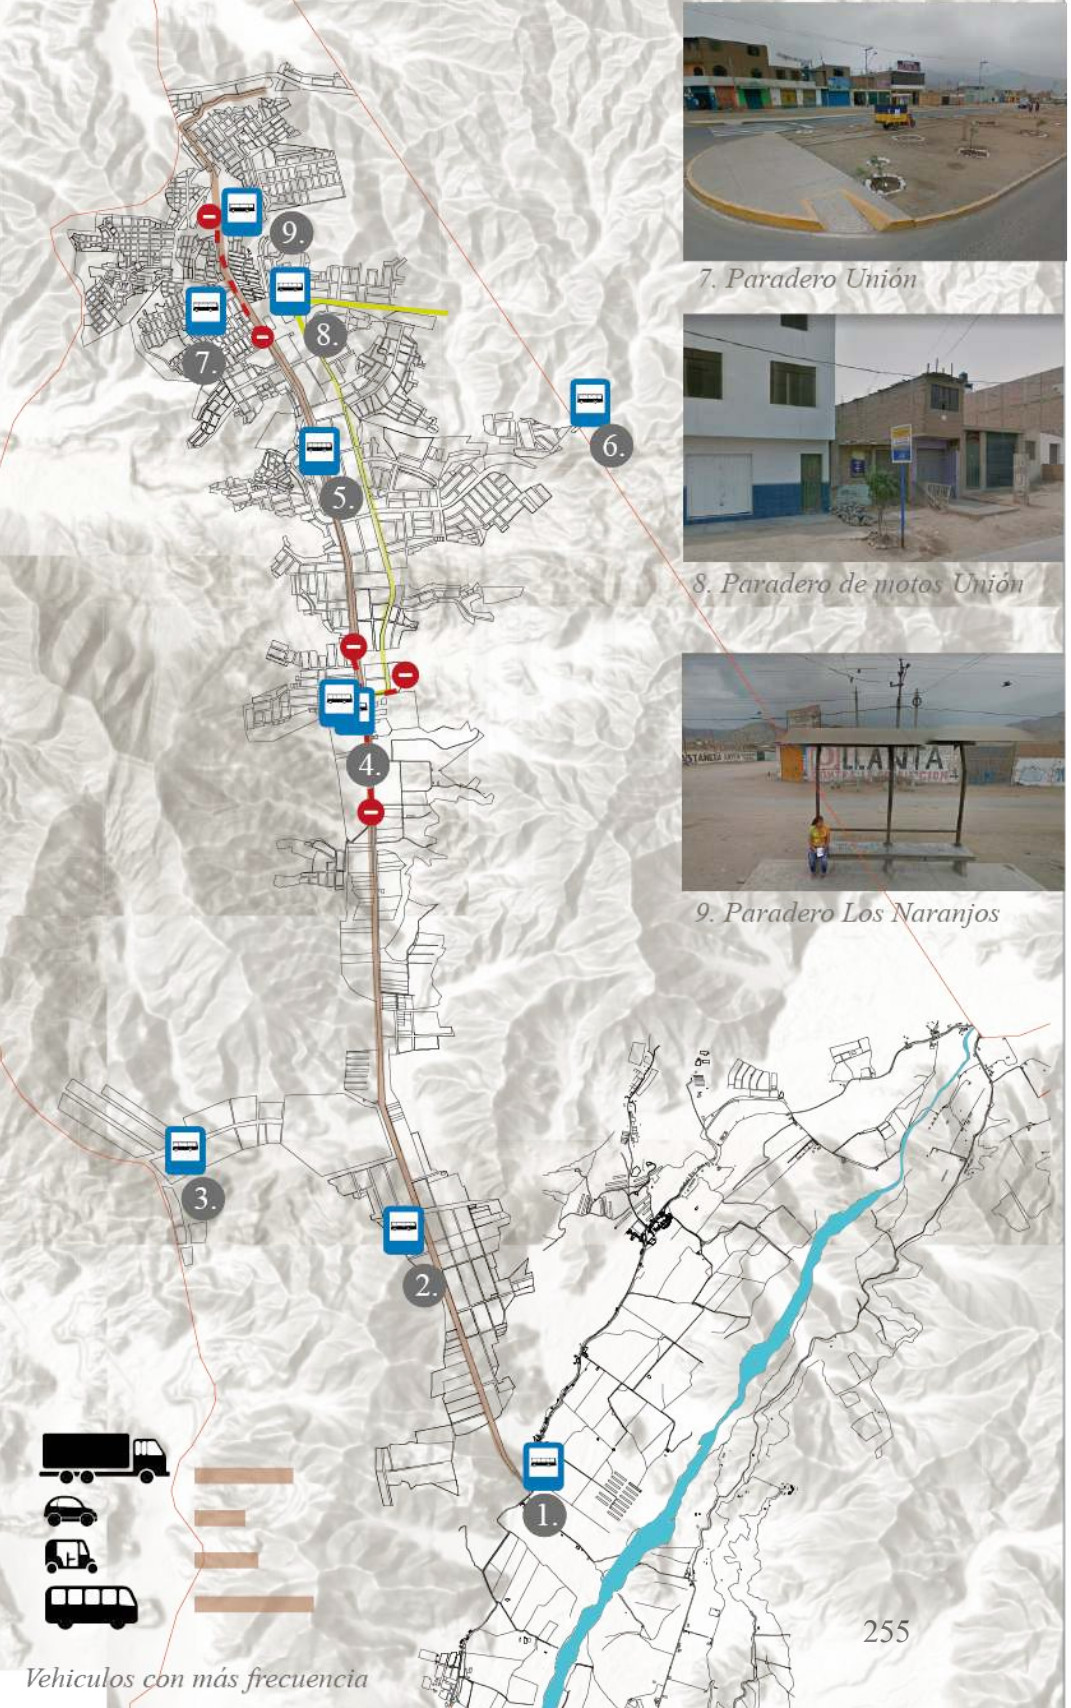 7. Paradero Unión
9.
8.
7.
8. Paradero de motos Unión
6.
5.
4.
LLANTA
9. Paradero Los Naranjos
3.
2.
1.
255
Vehiculos con más frecuencia